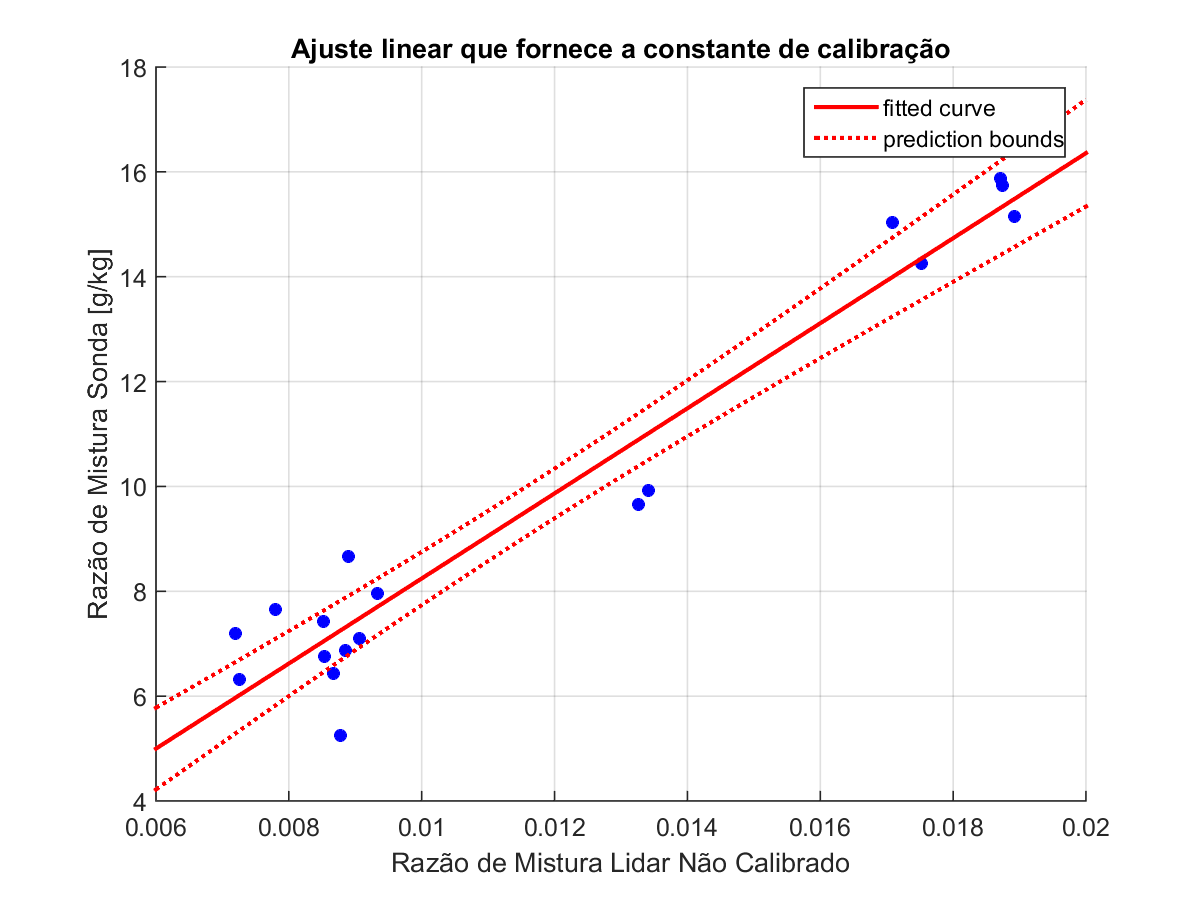 Ajuste linear que fornece a constante de calibração
fitted curve
prediction bounds
18
16
14
12
10
8
6
4
Razão de Mistura Sonda [g/kg]
0.006 0.008 0.01 0.012 0.014 0.016 0.018 0.02
Razão de Mistura Lidar Não Calibrado